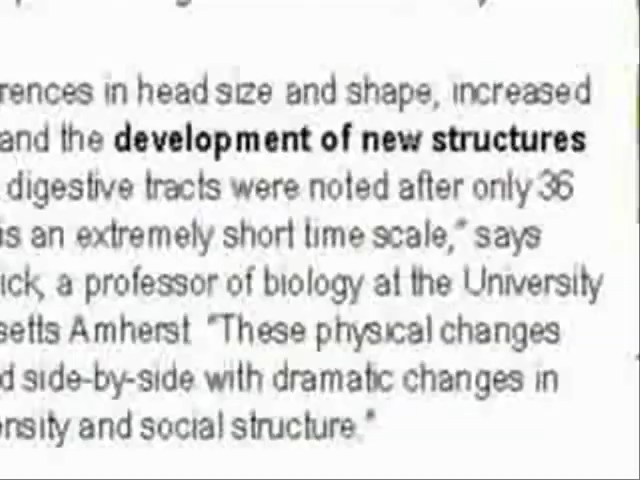 rences in head size and shape, increased
and the development of new structures
digestive tracts were noted after only 36
is an extremely short time scale," says
ick, a professor of biology at the University
setts Amherst. "These physical changes
d side-by-side with dramatic changes in
ensity and social structure."